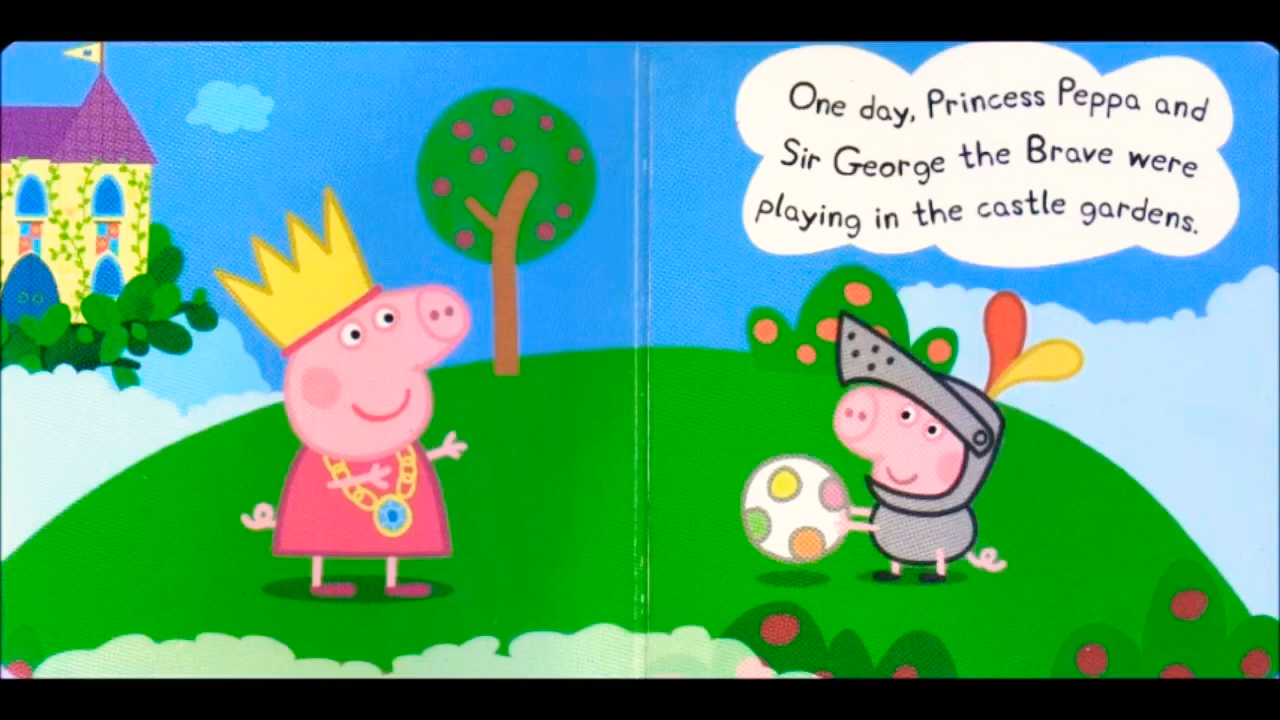 One day, Princess Peppa and
Sir George the Brave were
playing in the castle gardens.